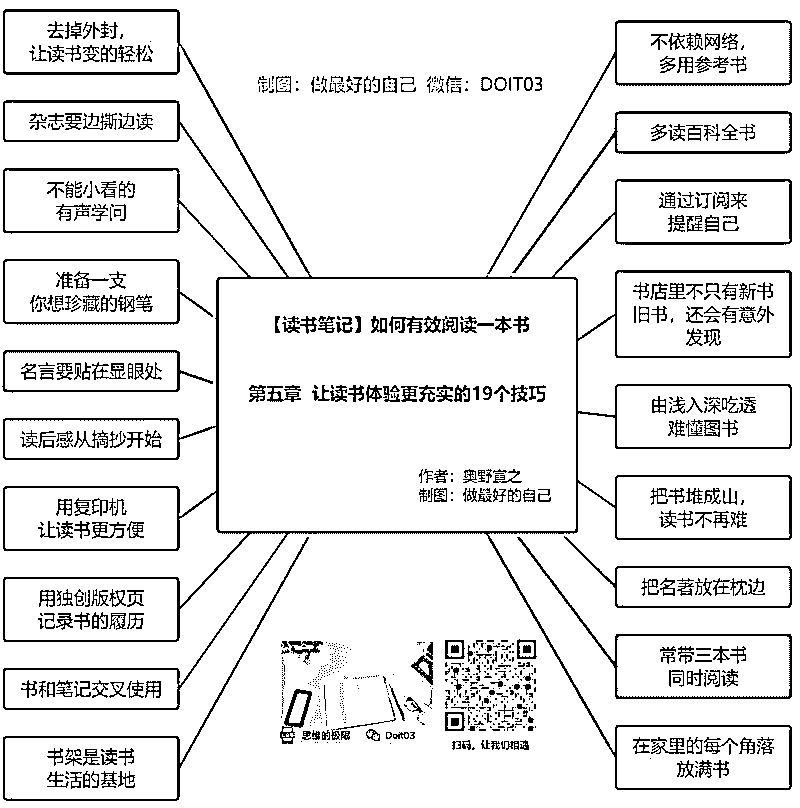 去掉外封，
让读书变的轻松
杂志要边撕边读
不能小看的
有声学问
准备一支
你想珍藏的钢笔
名言要贴在显眼处
读后感从摘抄开始
用复印机
让读书更方便
用独创版权页
记录书的履历
书和笔记交叉使用
书架是读书
生活的基地
制图：做最好的自己 微信：DOIT03
【读书笔记】如何有效阅读一本书
第五章 让读书体验更充实的19个技巧
作者：奥野宣之
制图：做最好的自己
思维的极限
Doit03
扫码，让我们相遇
不依赖网络，
多用参考书
多读百科全书
通过订阅来
提醒自己
书店里不只有新书
旧书，还会有意外
发现
由浅入深吃透
难懂图书
把书堆成山，
读书不再难
把名著放在枕边
常带三本书
同时阅读
在家里的每个角落
放满书